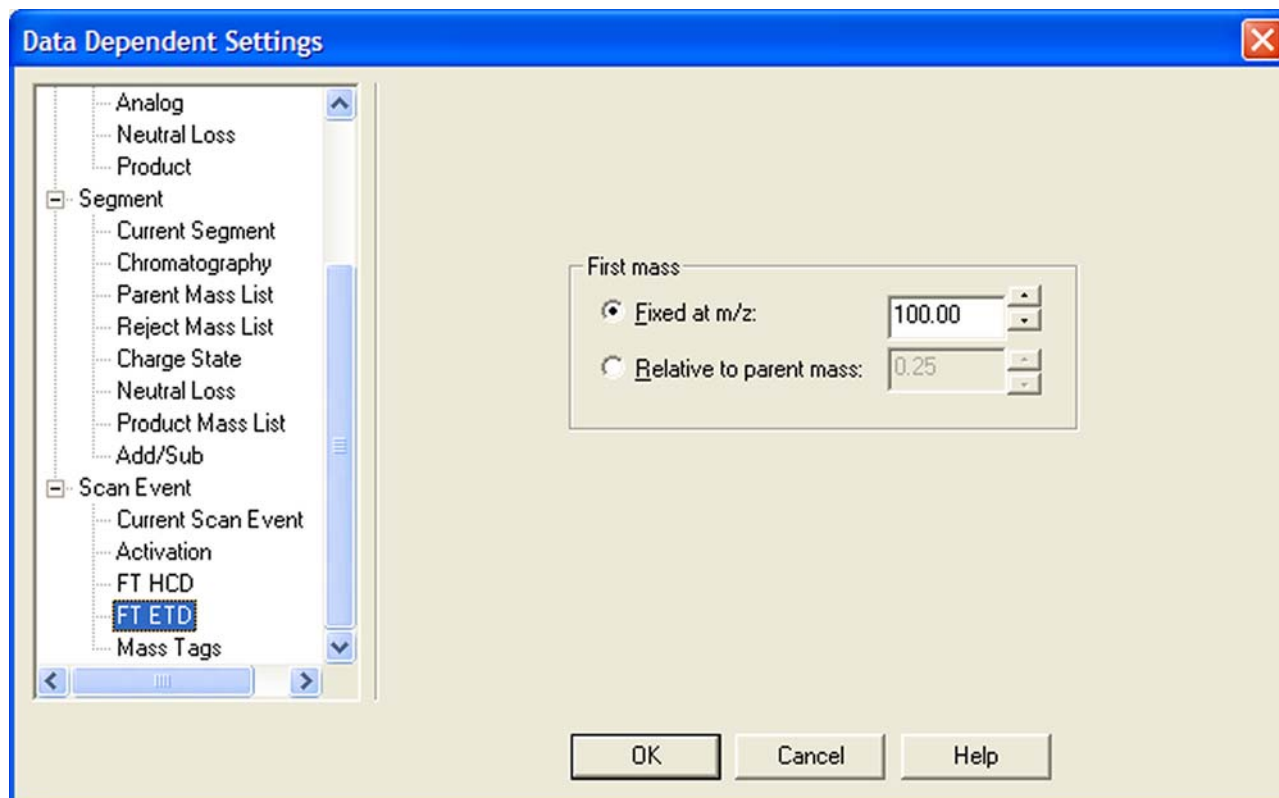 Data Dependent Settings
Analog
Neutral Loss
Product
Segment
Current Segment
Chromatography
Parent Mass List
Reject Mass List
Charge State
Neutral Loss
Product Mass List
Add/Sub
Scan Event
Current Scan Event
Activation
FT HCD
FT ETD
Mass Tags
First mass
Fixed at m/z: 100.00
Relative to parent mass: 0.25
OK Cancel Help